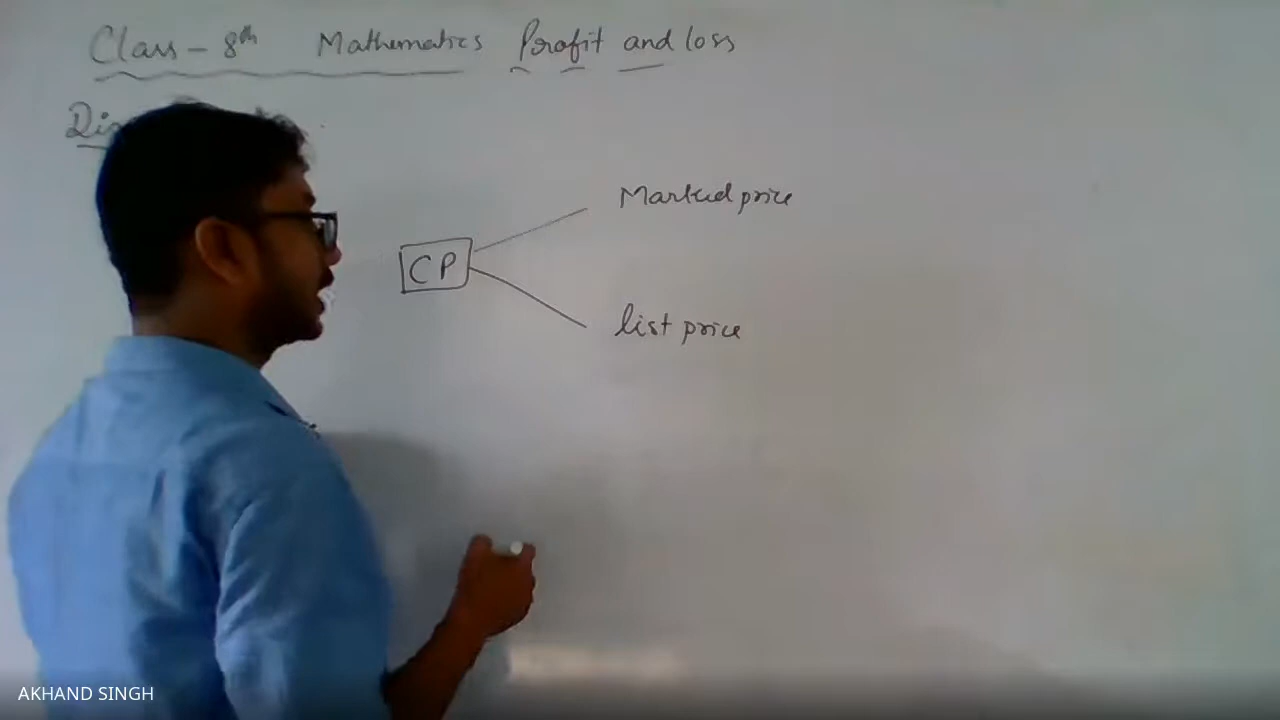 Class - 8th Mathematics Profit and loss
Marked price
CP
list price
AKHAND SINGH